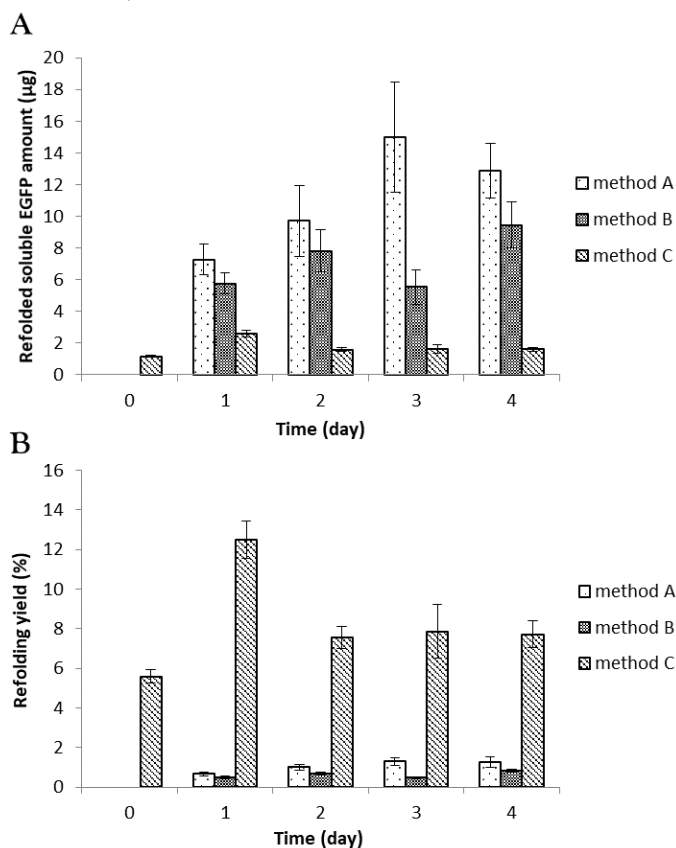 A
Refolded soluble EGFP amount (µg)
20
18
16
14
12
10
8
6
4
2
0
0 1 2 3 4
Time (day)
method A
method B
method C
B
Refolding yield (%)
16
14
12
10
8
6
4
2
0
0 1 2 3 4
Time (day)
method A
method B
method C